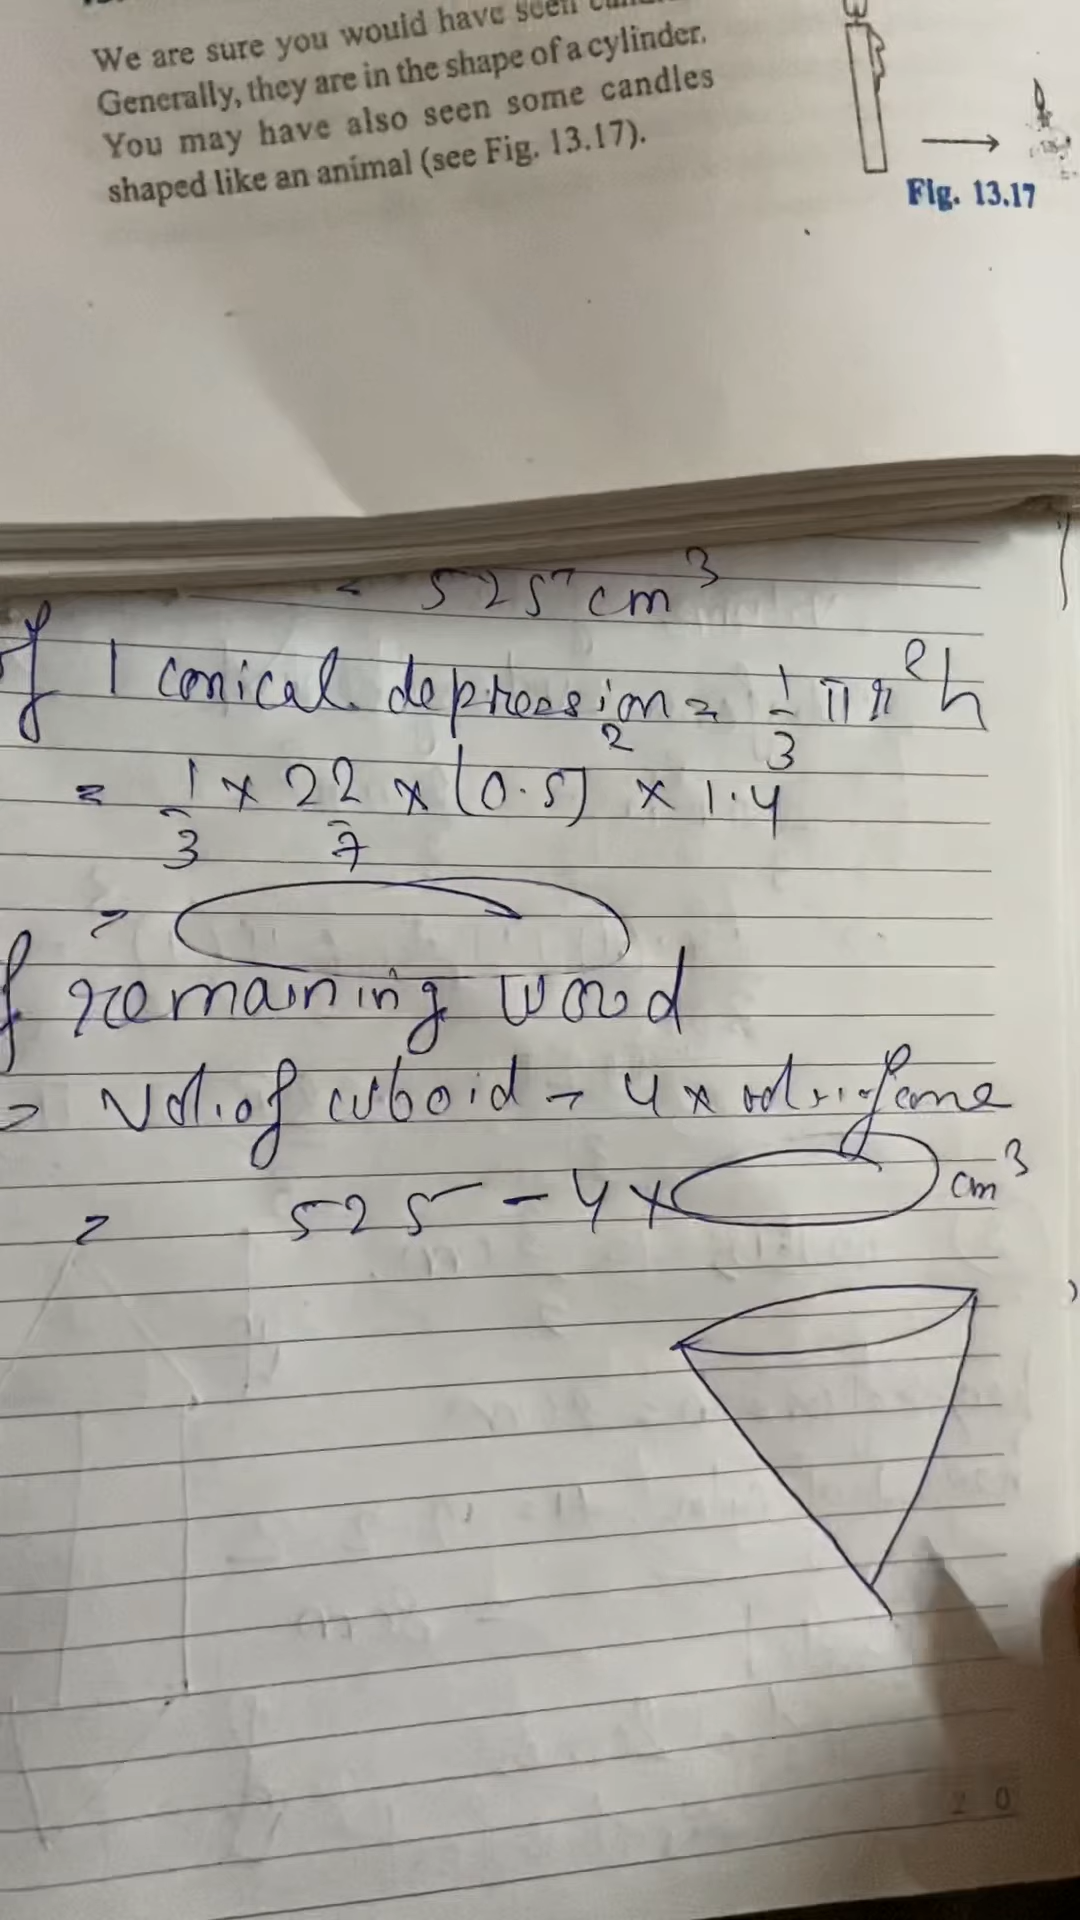 We are sure you would have seen
Generally, they are in the shape of a cylinder.
You may have also seen some candles
shaped like an animal (see Fig. 13.17).
Fig. 13.17
= 525 cm³
of 1 conical depression = 1/3 πr²h
= 1/3 × 22/7 × (0.5)² × 1.4
=
f remaining wood
= Vol. of cuboid - 4 × vol. of cone
= 525 - 4 × cm³